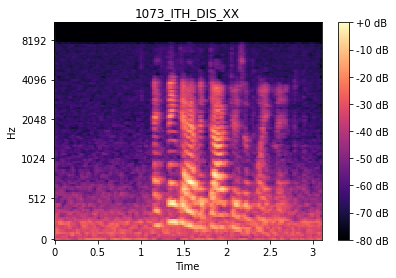 1073_ITH_DIS_XX
8192
4096
2048
1024
512
0
Hz
0
0.5
1
1.5
2
2.5
3
Time
+0 dB
-10 dB
-20 dB
-30 dB
-40 dB
-50 dB
-60 dB
-70 dB
-80 dB